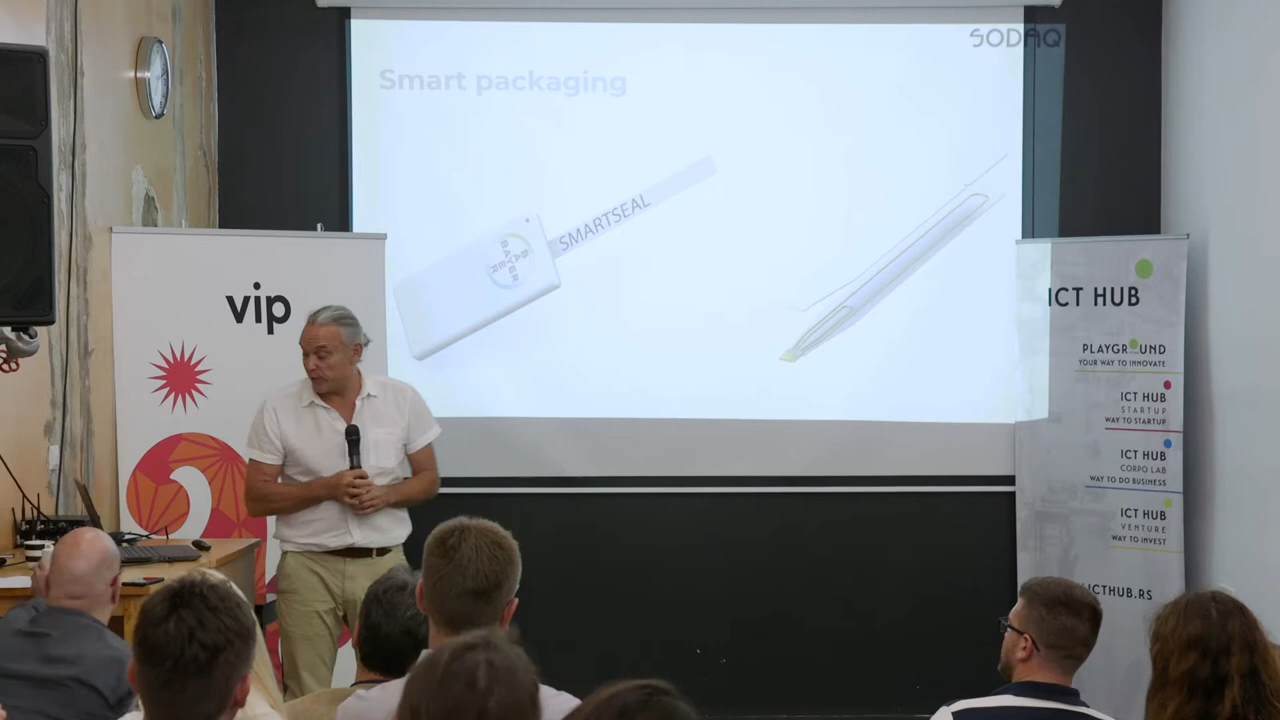 SODAQ
Smart packaging
SMARTSEAL
BAYER
BAYER
vip
ICT HUB
PLAYGROUND
YOUR WAY TO INNOVATE
ICT HUB
STARTUP
WAY TO STARTUP
ICT HUB
CORPO LAB
WAY TO DO BUSINESS
ICT HUB
VENTURE
WAY TO INVEST
ICTHUB.RS